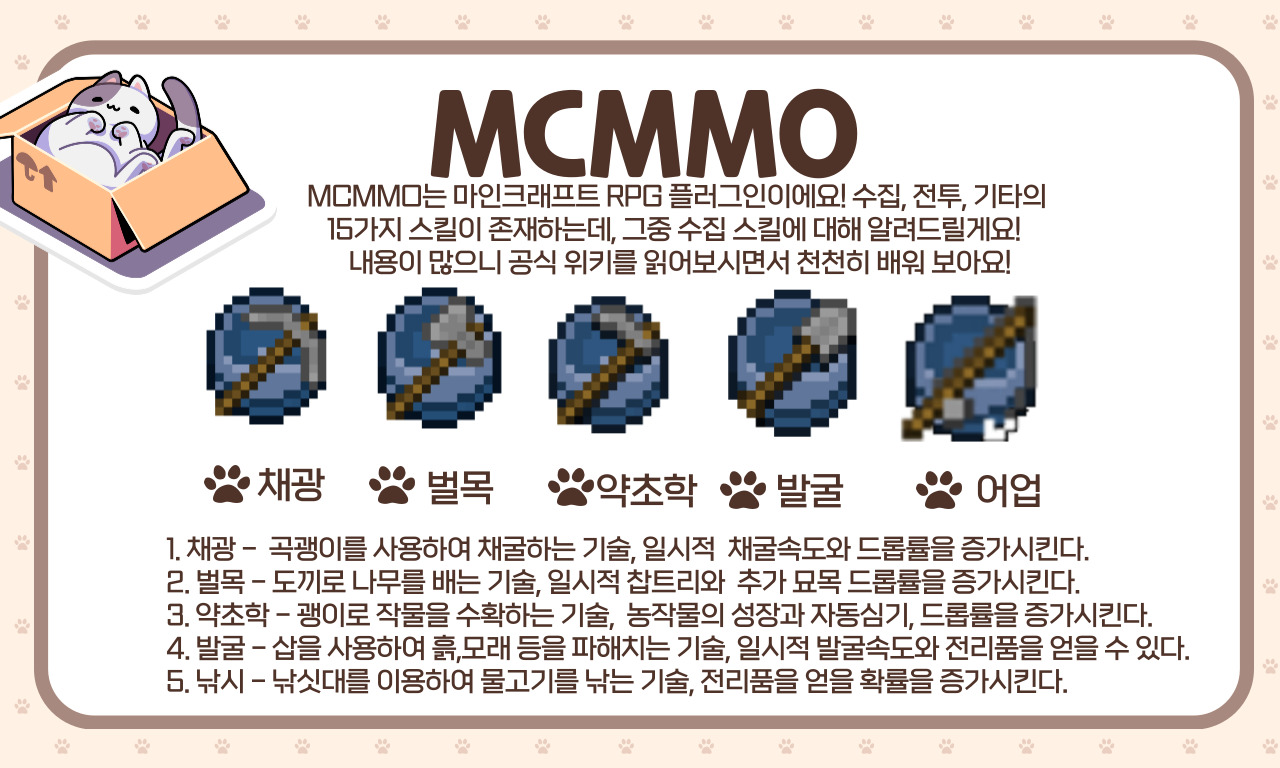 MCMMO
MCMMO는 마인크래프트 RPG 플러그인이에요! 수집, 전투, 기타의
15가지 스킬이 존재하는데, 그중 수집 스킬에 대해 알려드릴게요!
내용이 많으니 공식 위키를 읽어보시면서 천천히 배워 보아요!
채광 벌목 약초학 발굴 어업
1. 채광 - 곡괭이를 사용하여 채굴하는 기술, 일시적 채굴속도와 드롭률을 증가시킨다.
2. 벌목 - 도끼로 나무를 배는 기술, 일시적 찹트리와 추가 묘목 드롭률을 증가시킨다.
3. 약초학 - 괭이로 작물을 수확하는 기술, 농작물의 성장과 자동심기, 드롭률을 증가시킨다.
4. 발굴 - 삽을 사용하여 흙,모래 등을 파해치는 기술, 일시적 발굴속도와 전리품을 얻을 수 있다.
5. 낚시 - 낚싯대를 이용하여 물고기를 낚는 기술, 전리품을 얻을 확률을 증가시킨다.